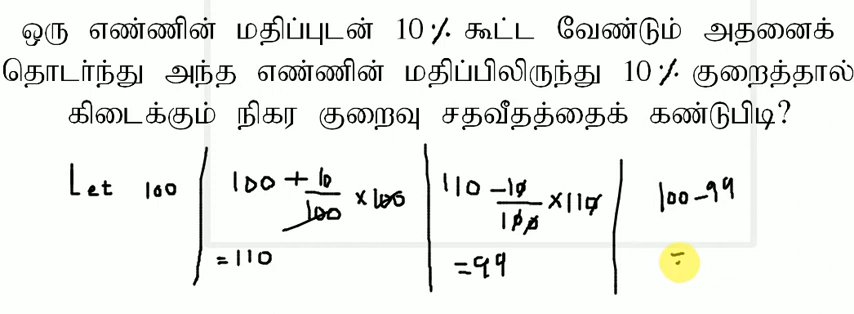 ஒரு எண்ணின் மதிப்புடன் 10% கூட்ட வேண்டும் அதனைக்
தொடர்ந்து அந்த எண்ணின் மதிப்பிலிருந்து 10% குறைத்தால்
கிடைக்கும் நிகர குறைவு சதவீதத்தைக் கண்டுபிடி?
Let 100
100 + 10/100 × 100
= 110
110 - 10/100 × 110
= 99
100 - 99
=